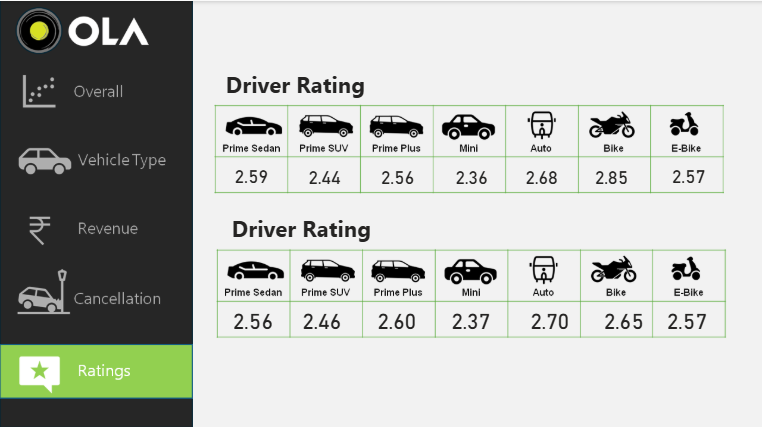 OLA
Overall
Vehicle Type
Revenue
Cancellation
Ratings
Driver Rating
Prime Sedan Prime SUV Prime Plus Mini Auto Bike E-Bike
2.59 2.44 2.56 2.36 2.68 2.85 2.57
Driver Rating
Prime Sedan Prime SUV Prime Plus Mini Auto Bike E-Bike
2.56 2.46 2.60 2.37 2.70 2.65 2.57